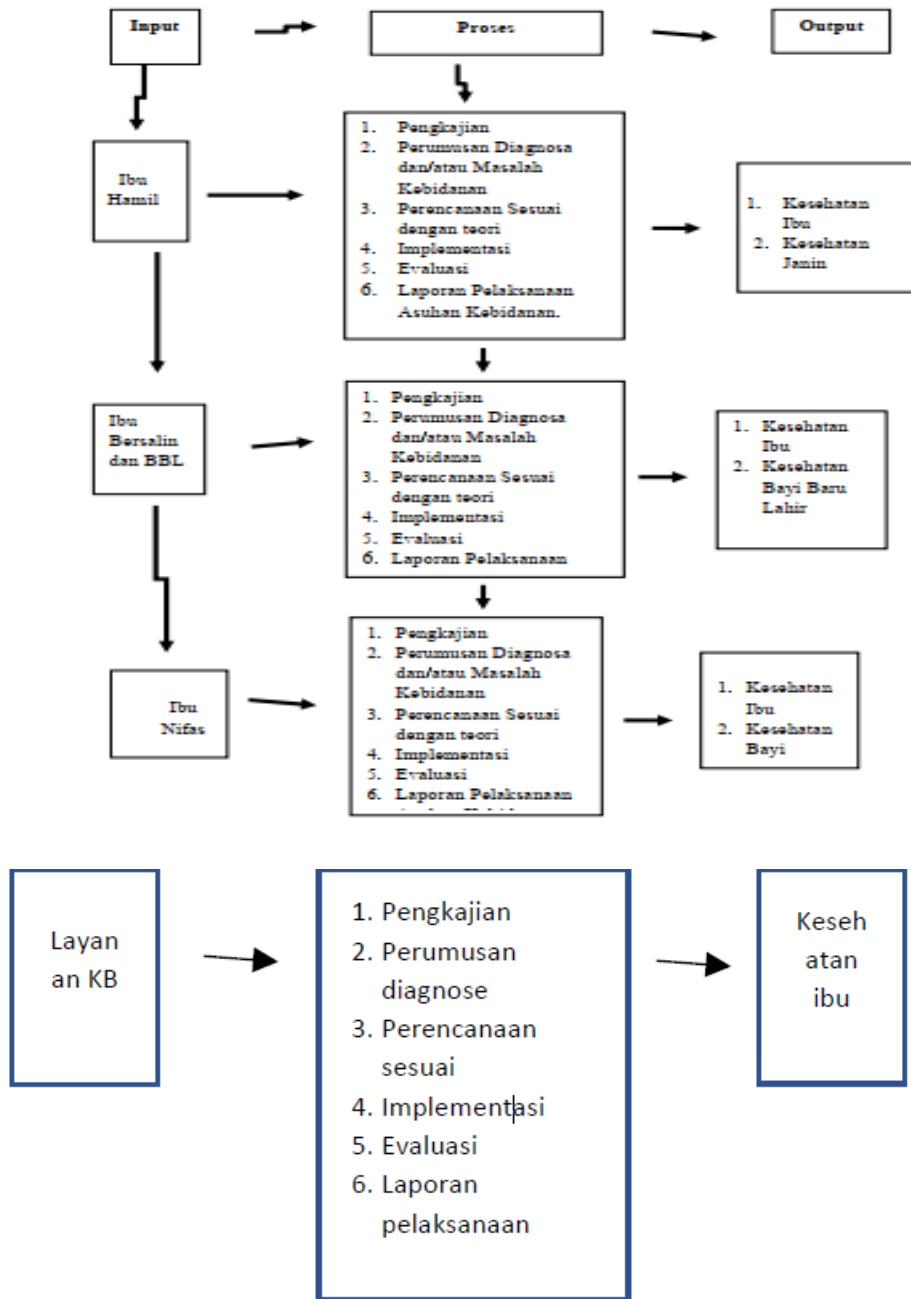 Input
Proses
Output
Ibu
Hamil
1. Pengkajian
2. Perumusan Diagnosa
dan/atau Masalah
Kebidanan
3. Perencanaan Sesuai
dengan teori
4. Implementasi
5. Evaluasi
6. Laporan Pelaksanaan
Asuhan Kebidanan.
1. Kesehatan
Ibu
2. Kesehatan
Janin
Ibu
Bersalin
dan BBL
1. Pengkajian
2. Perumusan Diagnosa
dan/atau Masalah
Kebidanan
3. Perencanaan Sesuai
dengan teori
4. Implementasi
5. Evaluasi
6. Laporan Pelaksanaan
1. Kesehatan
Ibu
2. Kesehatan
Bayi Baru
Lahir
Ibu
Nifas
1. Pengkajian
2. Perumusan Diagnosa
dan/atau Masalah
Kebidanan
3. Perencanaan Sesuai
dengan teori
4. Implementasi
5. Evaluasi
6. Laporan Pelaksanaan
1. Kesehatan
Ibu
2. Kesehatan
Bayi
Layan
an KB
1. Pengkajian
2. Perumusan
diagnose
3. Perencanaan
sesuai
4. Implementasi
5. Evaluasi
6. Laporan
pelaksanaan
Keseh
atan
ibu